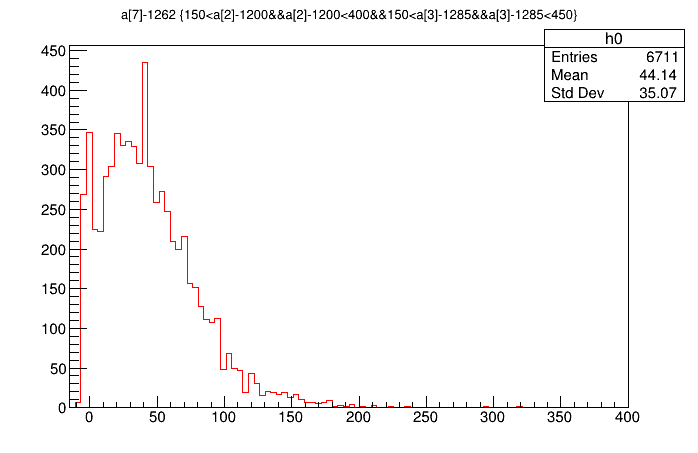 a[7]-1262 {150<a[2]-1200&&a[2]-1200<400&&150<a[3]-1285&&a[3]-1285<450}
h0
Entries 6711
Mean 44.14
Std Dev 35.07
450
400
350
300
250
200
150
100
50
0
0 50 100 150 200 250 300 350 400